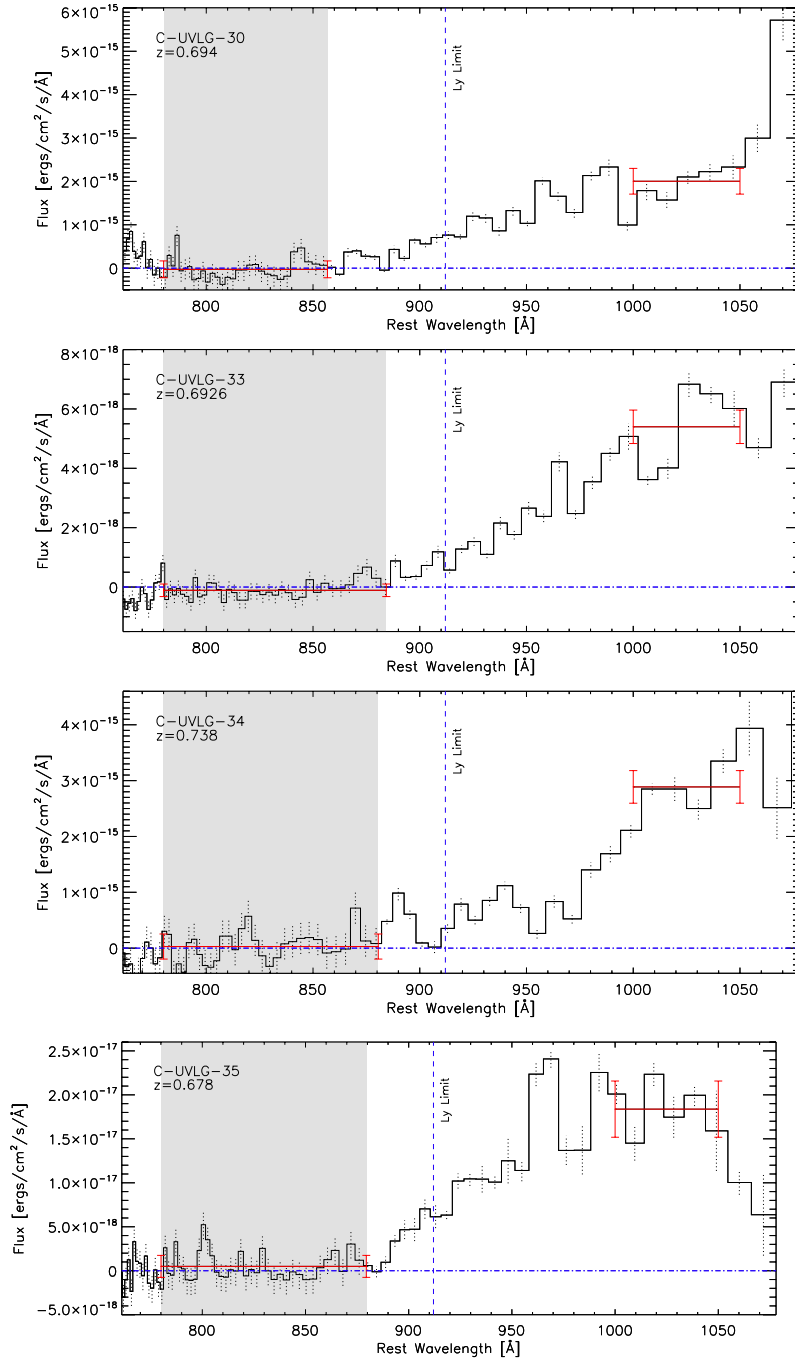 6×10⁻¹⁵
C-UVLG-30
z=0.694
Ly Limit
5×10⁻¹⁵
4×10⁻¹⁵
3×10⁻¹⁵
2×10⁻¹⁵
1×10⁻¹⁵
0
Flux [ergs/cm²/s/Å]
800 850 900 950 1000 1050
Rest Wavelength [Å]
8×10⁻¹⁸
C-UVLG-33
z=0.6926
Ly Limit
6×10⁻¹⁸
4×10⁻¹⁸
2×10⁻¹⁸
0
Flux [ergs/cm²/s/Å]
800 850 900 950 1000 1050
Rest Wavelength [Å]
C-UVLG-34
z=0.738
Ly Limit
4×10⁻¹⁵
3×10⁻¹⁵
2×10⁻¹⁵
1×10⁻¹⁵
0
Flux [ergs/cm²/s/Å]
800 850 900 950 1000 1050
Rest Wavelength [Å]
2.5×10⁻¹⁷
C-UVLG-35
z=0.678
Ly Limit
2.0×10⁻¹⁷
1.5×10⁻¹⁷
1.0×10⁻¹⁷
5.0×10⁻¹⁸
0
−5.0×10⁻¹⁸
Flux [ergs/cm²/s/Å]
800 850 900 950 1000 1050
Rest Wavelength [Å]